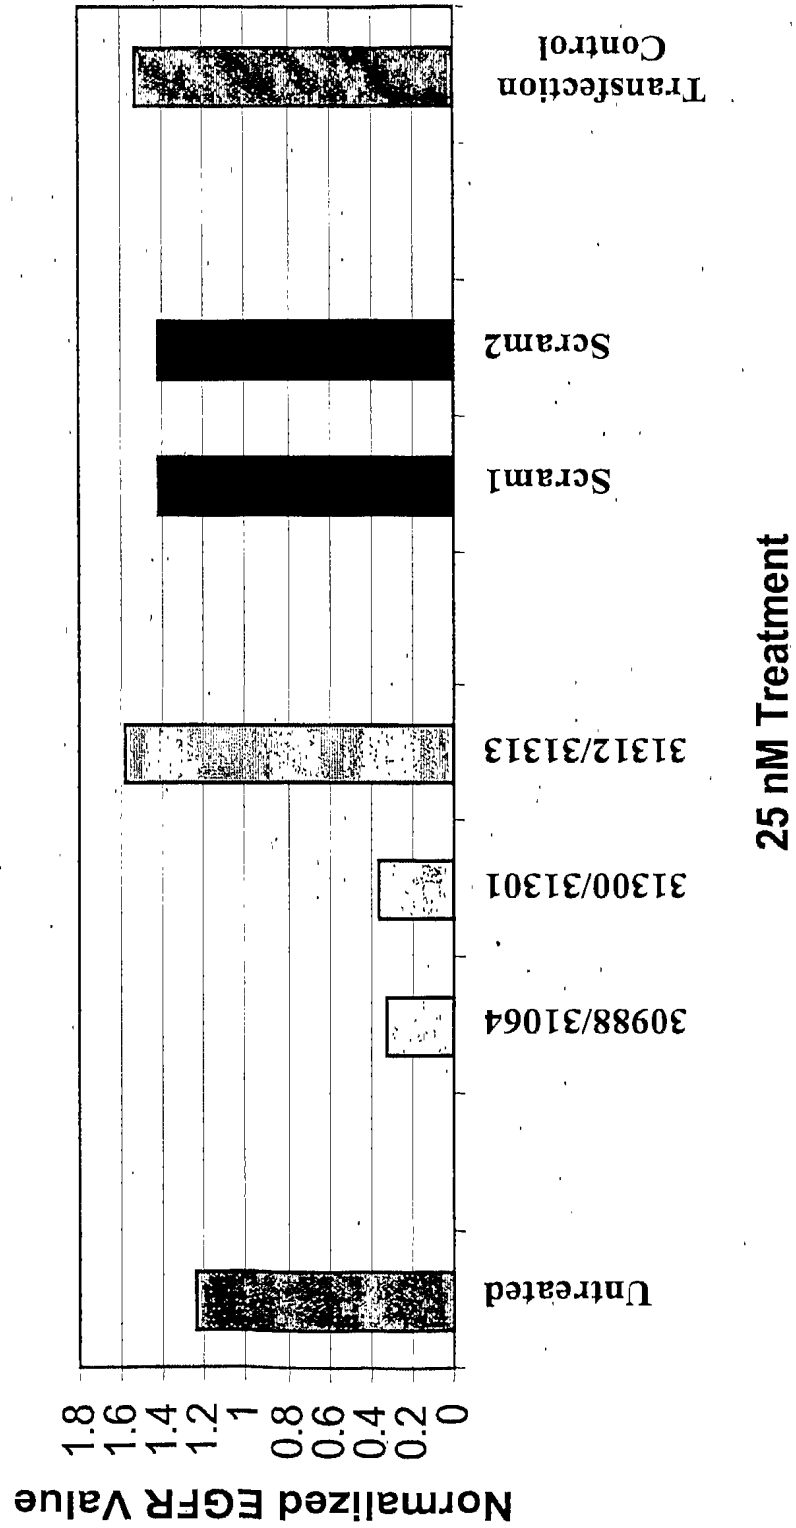 Normalized EGFR Value
1.8
1.6
1.4
1.2
1
0.8
0.6
0.4
0.2
0
Untreated
30988/31064
31300/31301
31312/31313
Scram1
Scram2
Transfection
Control
25 nM Treatment